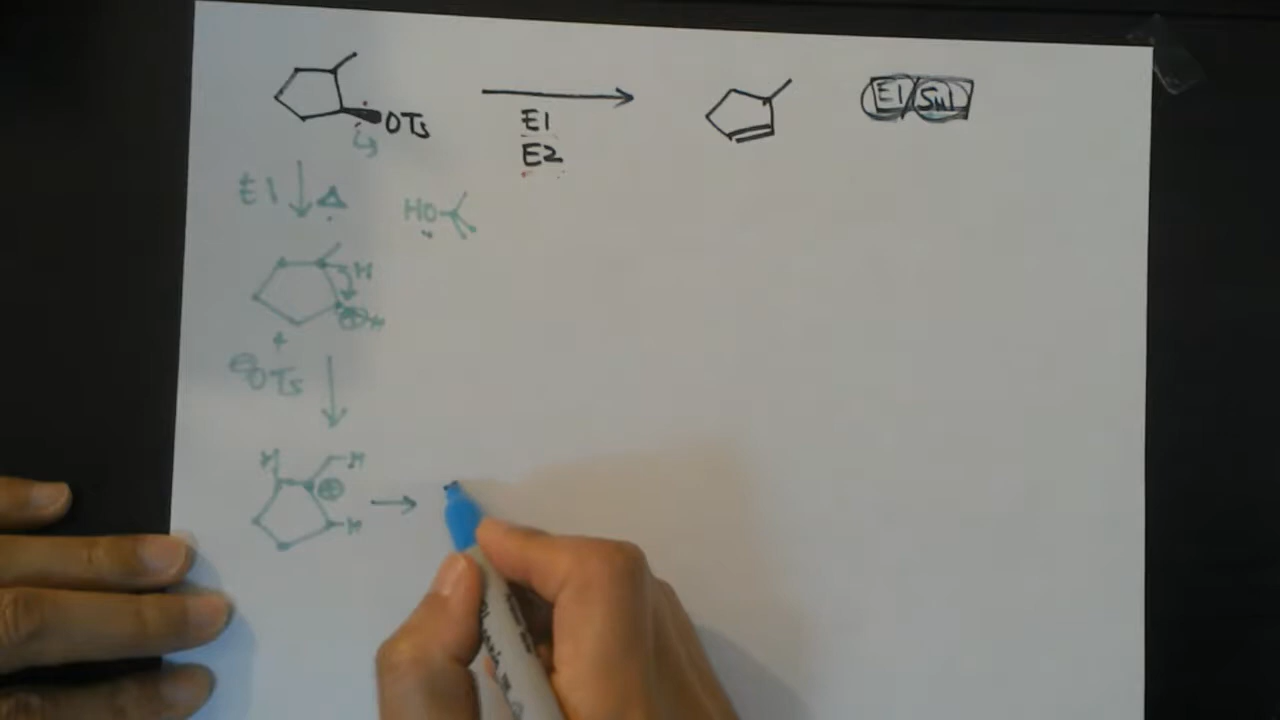 OTs
E1
E2
E1/SN1
E1 Δ
HO
H
⊕ H
+
⊖OTs
H H
⊕
H